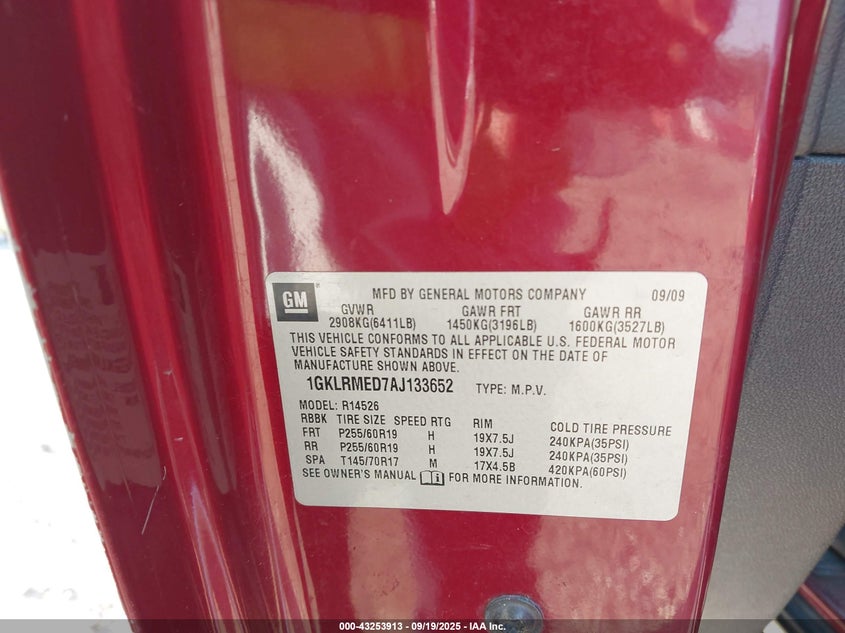 GM
MFD BY GENERAL MOTORS COMPANY 09/09
GVWR GAWR FRT GAWR RR
2908KG(6411LB) 1450KG(3196LB) 1600KG(3527LB)
THIS VEHICLE CONFORMS TO ALL APPLICABLE U.S. FEDERAL MOTOR
VEHICLE SAFETY STANDARDS IN EFFECT ON THE DATE OF
MANUFACTURE SHOWN ABOVE.
1GKLRMED7AJ133652 TYPE: M.P.V.
MODEL: R14526
RBBK TIRE SIZE SPEED RTG RIM COLD TIRE PRESSURE
FRT P255/60R19 H 19X7.5J 240KPA(35PSI)
RR P255/60R19 H 19X7.5J 240KPA(35PSI)
SPA T145/70R17 M 17X4.5B 420KPA(60PSI)
SEE OWNER'S MANUAL i FOR MORE INFORMATION.
000-43253913 - 09/19/2025 - IAA Inc.